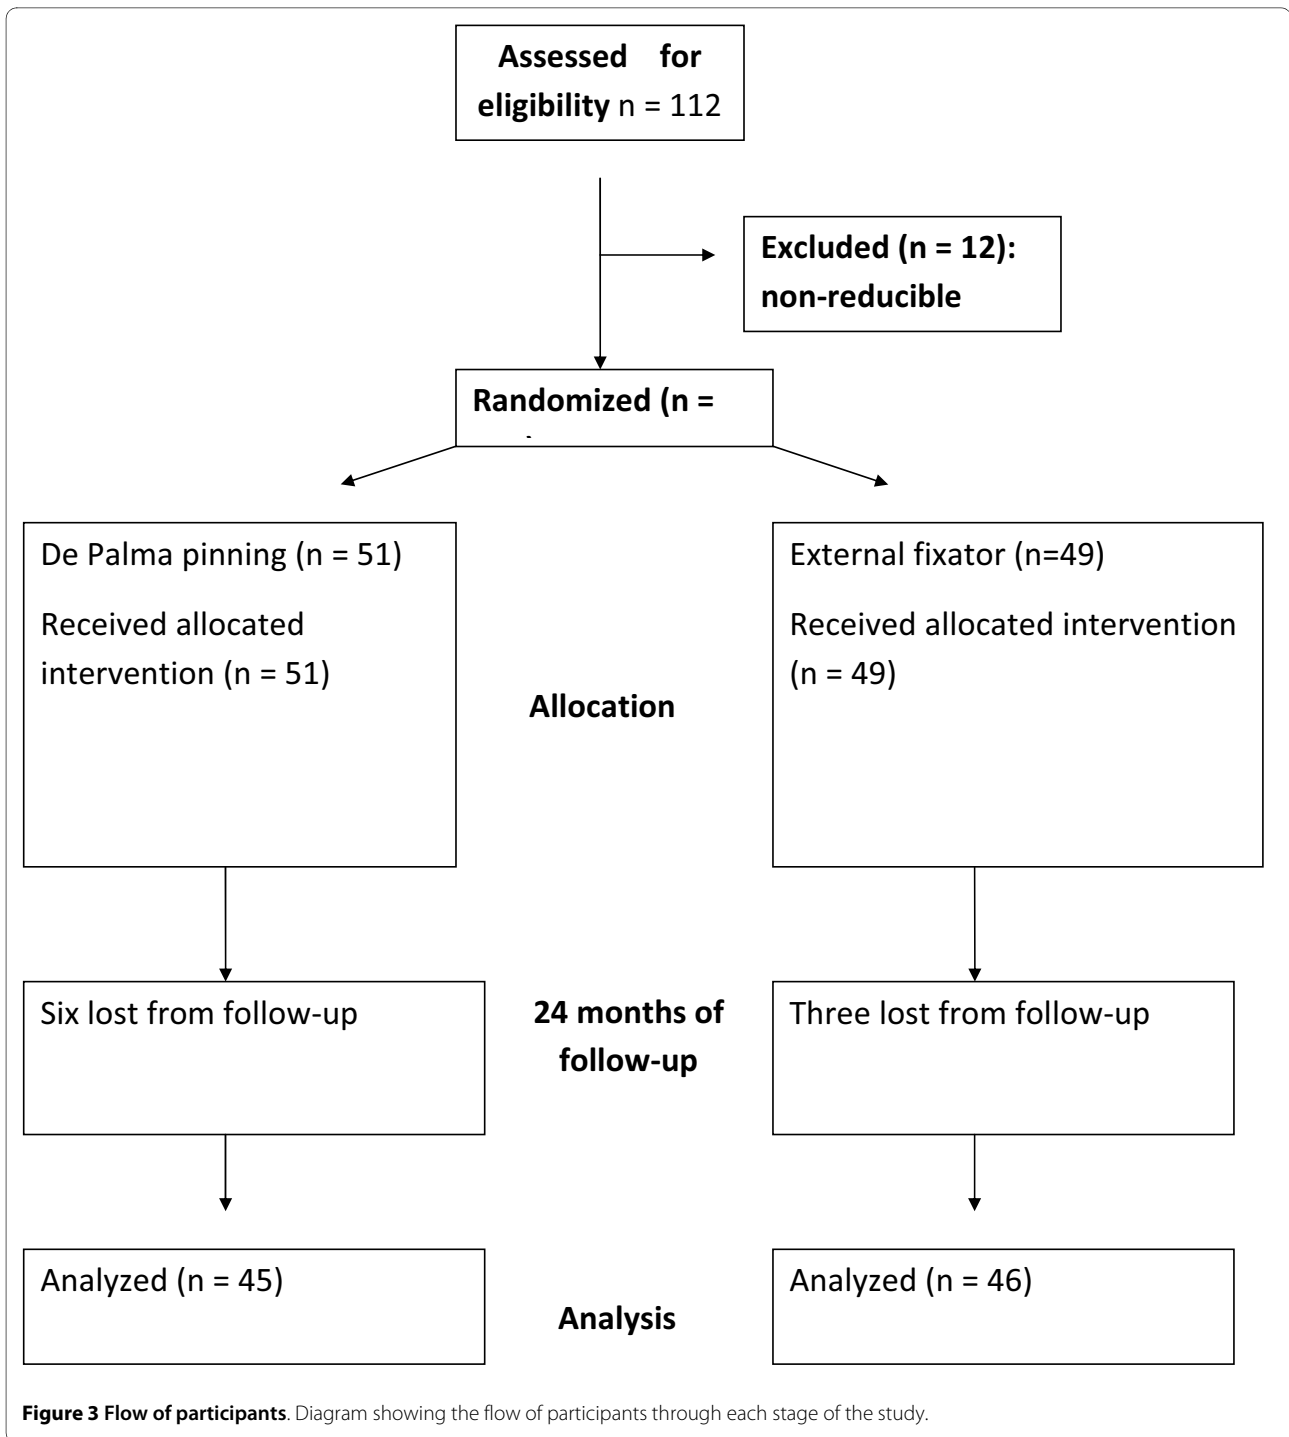 Assessed for
eligibility n = 112
Excluded (n = 12):
non-reducible
Randomized (n =
De Palma pinning (n = 51)
Received allocated
intervention (n = 51)
External fixator (n=49)
Received allocated intervention
(n = 49)
Allocation
Six lost from follow-up
24 months of
follow-up
Three lost from follow-up
Analyzed (n = 45)
Analysis
Analyzed (n = 46)
Figure 3 Flow of participants. Diagram showing the flow of participants through each stage of the study.